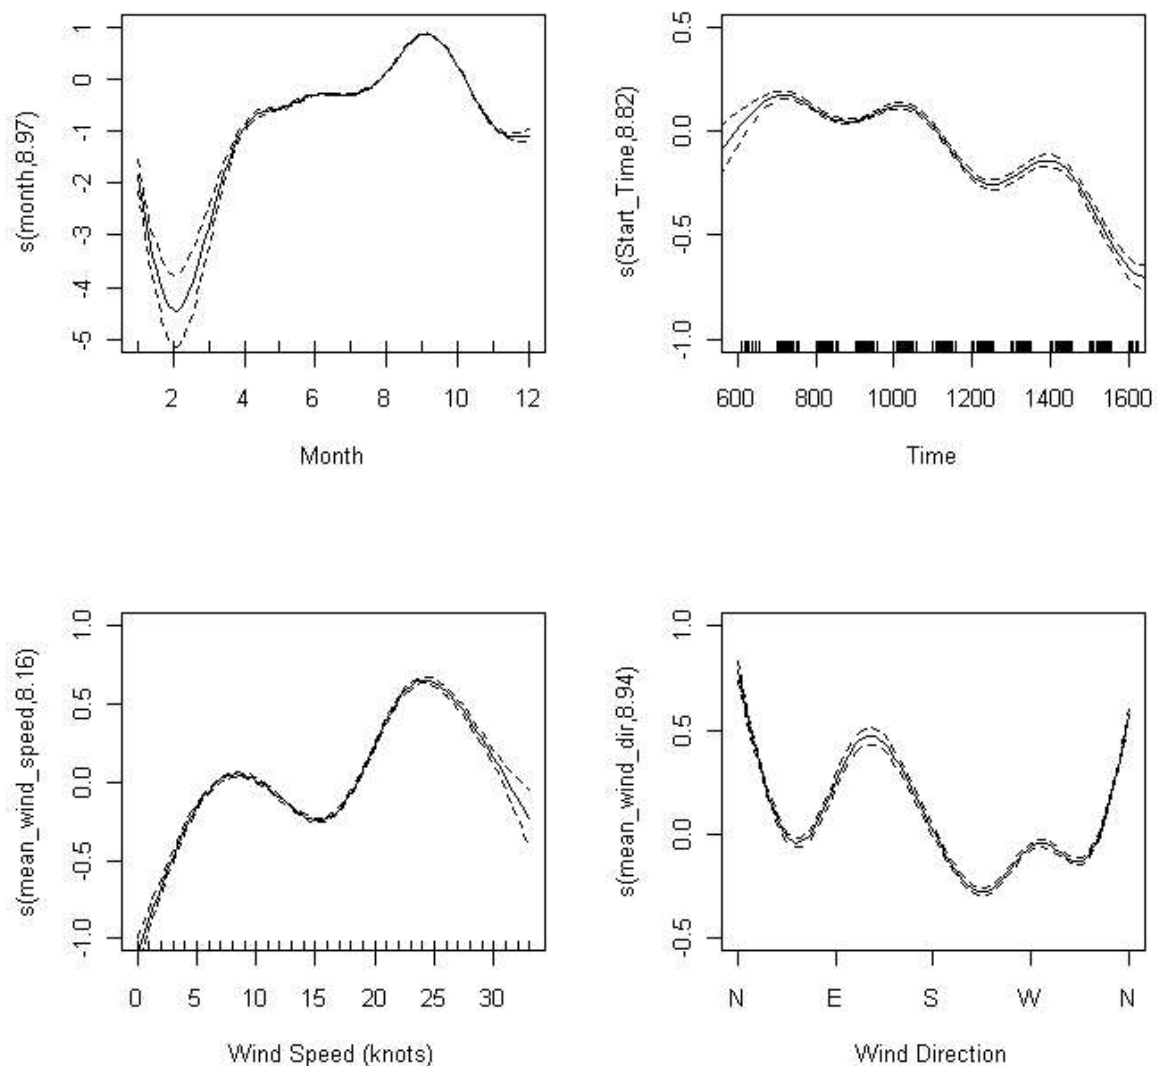 s(month,8.97)
1
0
-1
-2
-3
-4
-5
2 4 6 8 10 12
Month
s(Start_Time,8.82)
0.5
0.0
-0.5
-1.0
600 800 1000 1200 1400 1600
Time
s(mean_wind_speed,8.16)
1.0
0.5
0.0
-0.5
-1.0
0 5 10 15 20 25 30
Wind Speed (knots)
s(mean_wind_dir,8.94)
1.0
0.5
0.0
-0.5
N E S W N
Wind Direction